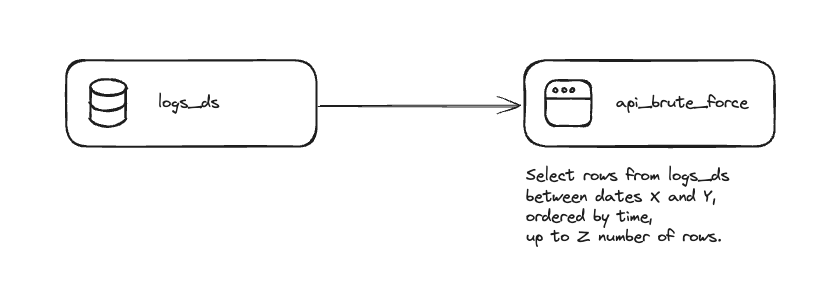 logs_ds
api_brute_force
Select rows from logs_ds
between dates X and Y,
ordered by time,
up to Z number of rows.